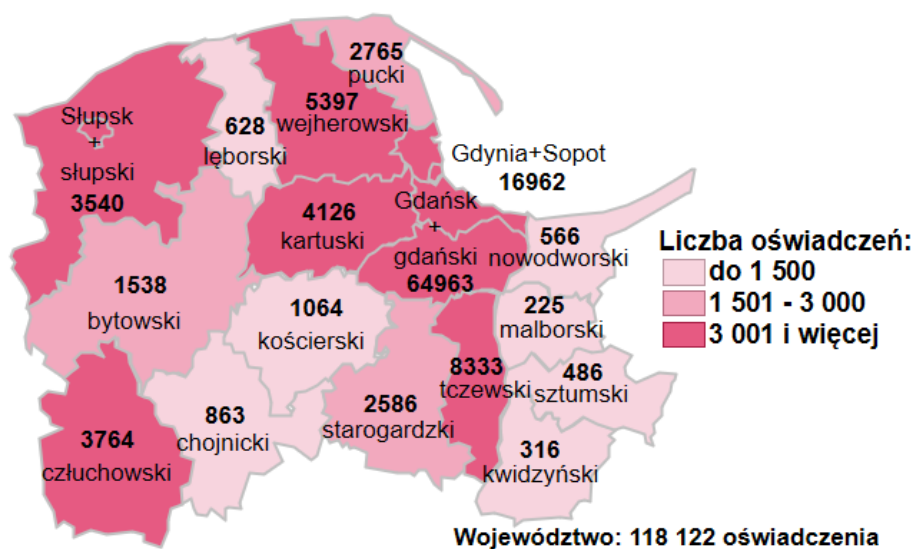 2765
pucki
5397
wejherowski
Słupsk
+
słupski
3540
628
lęborski
Gdynia+Sopot
16962
4126
kartuski
Gdańsk
+
gdański
64963
566
nowodworski
Liczba oświadczeń:
do 1 500
1 501 - 3 000
3 001 i więcej
1538
bytowski
1064
kościerski
225
malborski
8333
tczewski
486
sztumski
863
chojnicki
2586
starogardzki
3764
człuchowski
316
kwidzyński
Województwo: 118 122 oświadczenia